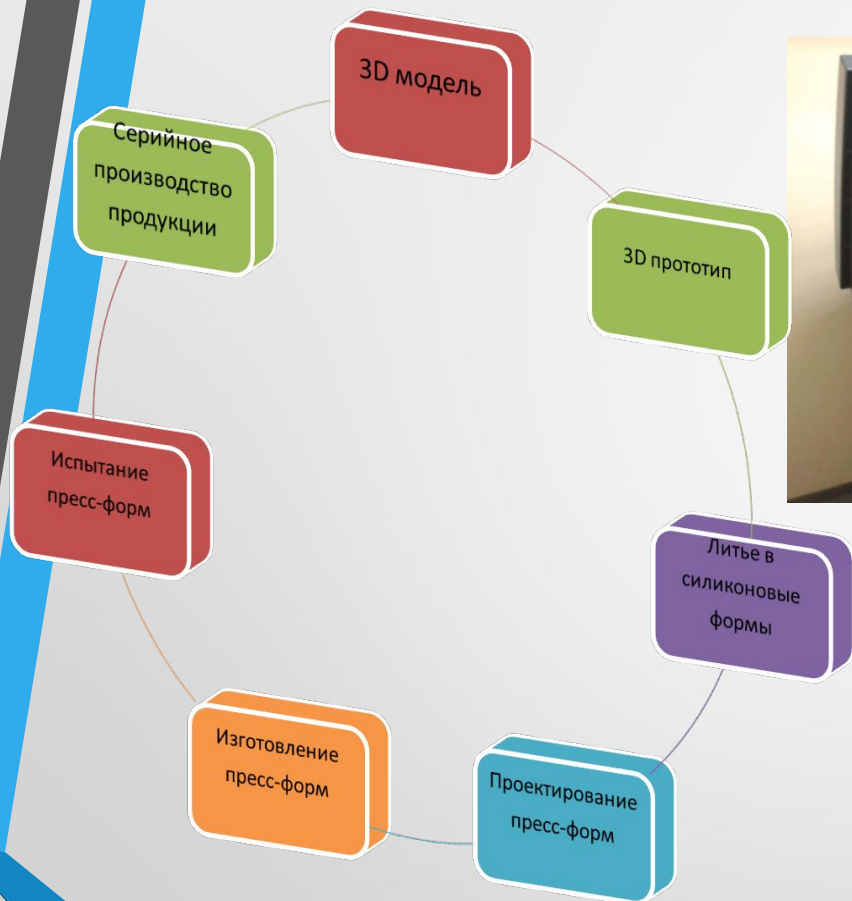 3D модель
3D прототип
Литье в
силиконовые
формы
Проектирование
пресс-форм
Изготовление
пресс-форм
Испытание
пресс-форм
Серийное
производство
продукции